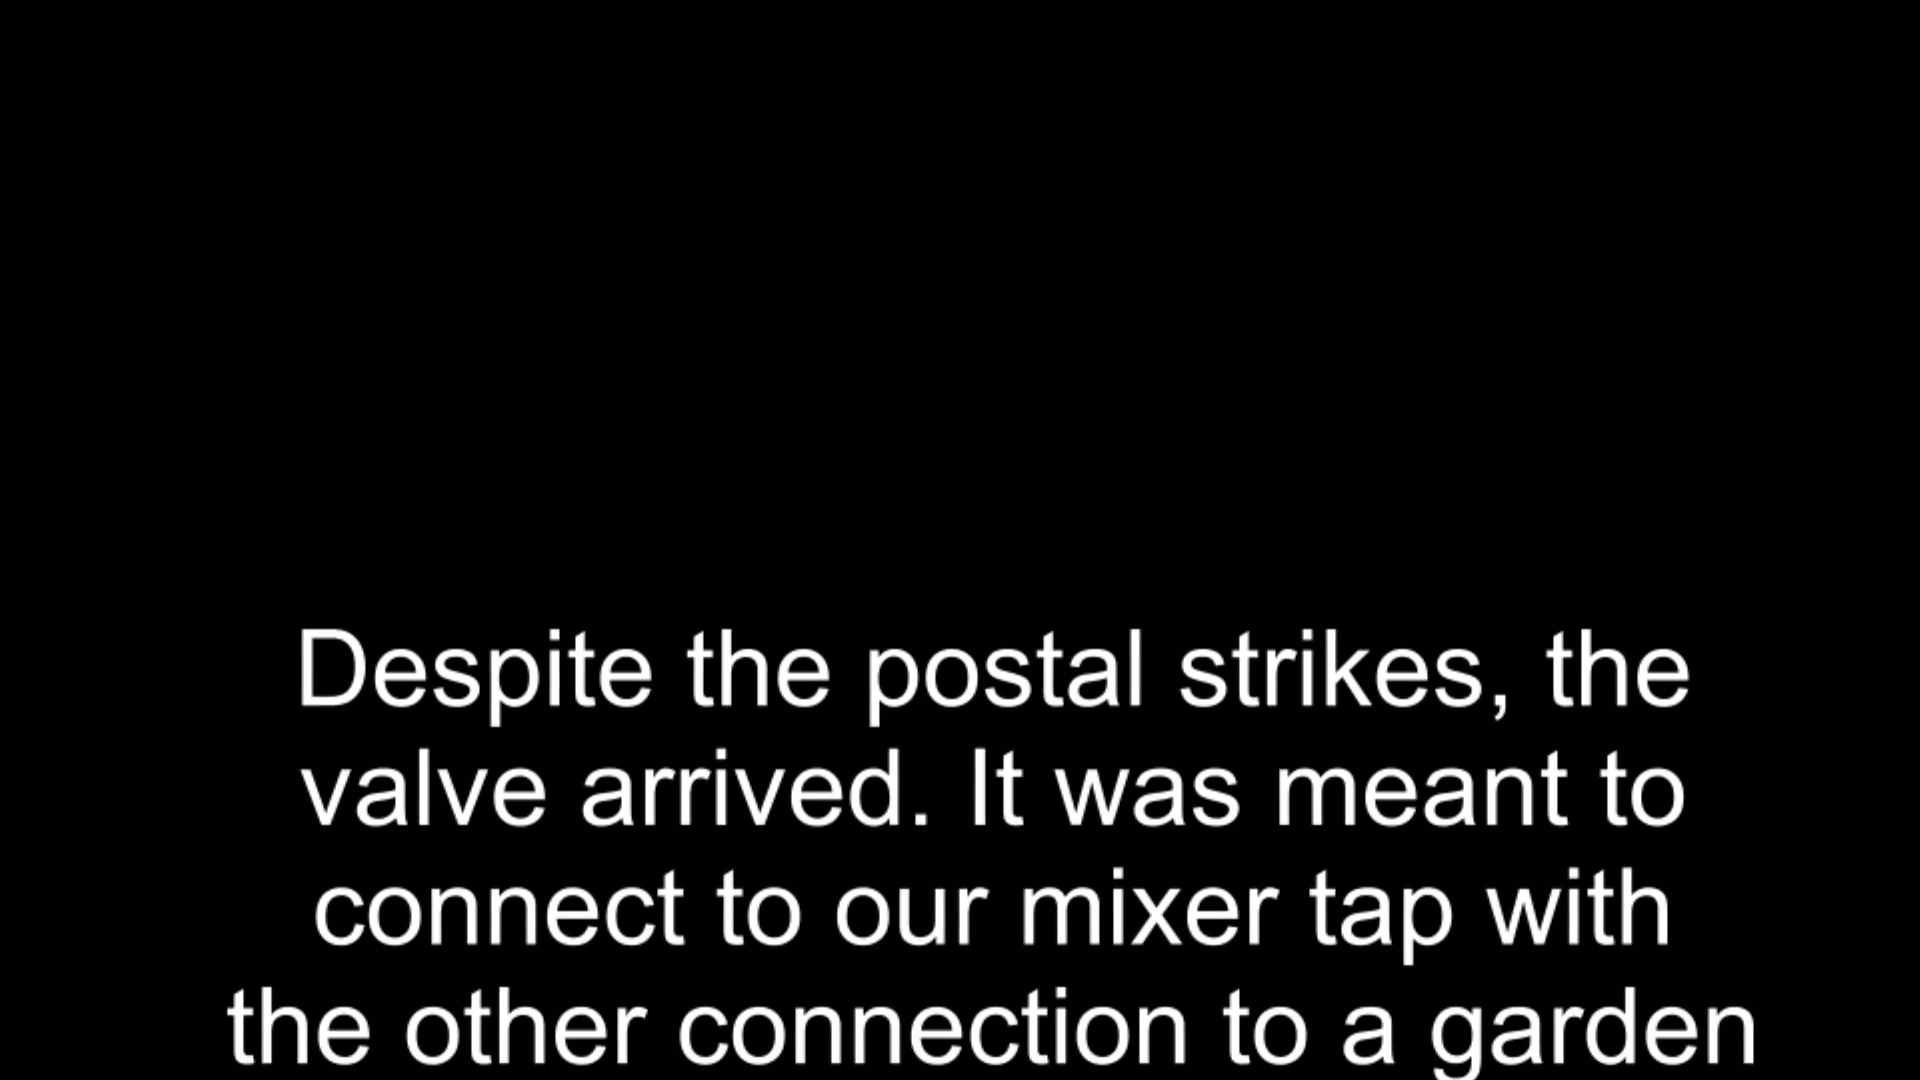 Despite the postal strikes, the
valve arrived. It was meant to
connect to our mixer tap with
the other connection to a garden